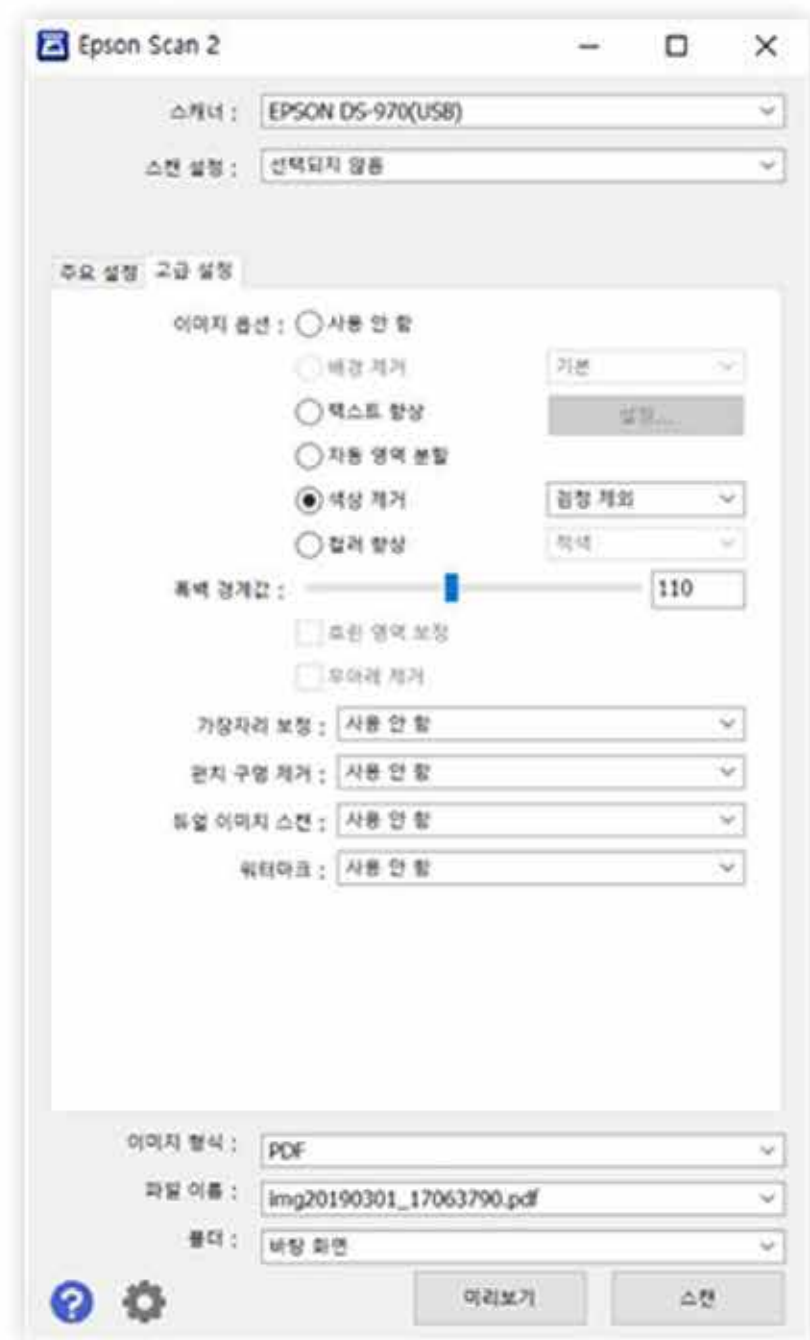 Epson Scan 2
스캐너 : EPSON DS-970(USB)
스캔 설정 : 선택되지 않음
주요 설정 고급 설정
이미지 옵션 : 사용 안 함
배경 제거 기본
텍스트 향상 설정...
자동 영역 분할
색상 제거 검정 제외
컬러 향상 적색
흑백 경계값 : 110
흐린 영역 보정
무아레 제거
가장자리 보정 : 사용 안 함
펀치 구멍 제거 : 사용 안 함
듀얼 이미지 스캔 : 사용 안 함
워터마크 : 사용 안 함
이미지 형식 : PDF
파일 이름 : img20190301_17063790.pdf
폴더 : 바탕 화면
?
미리보기 스캔